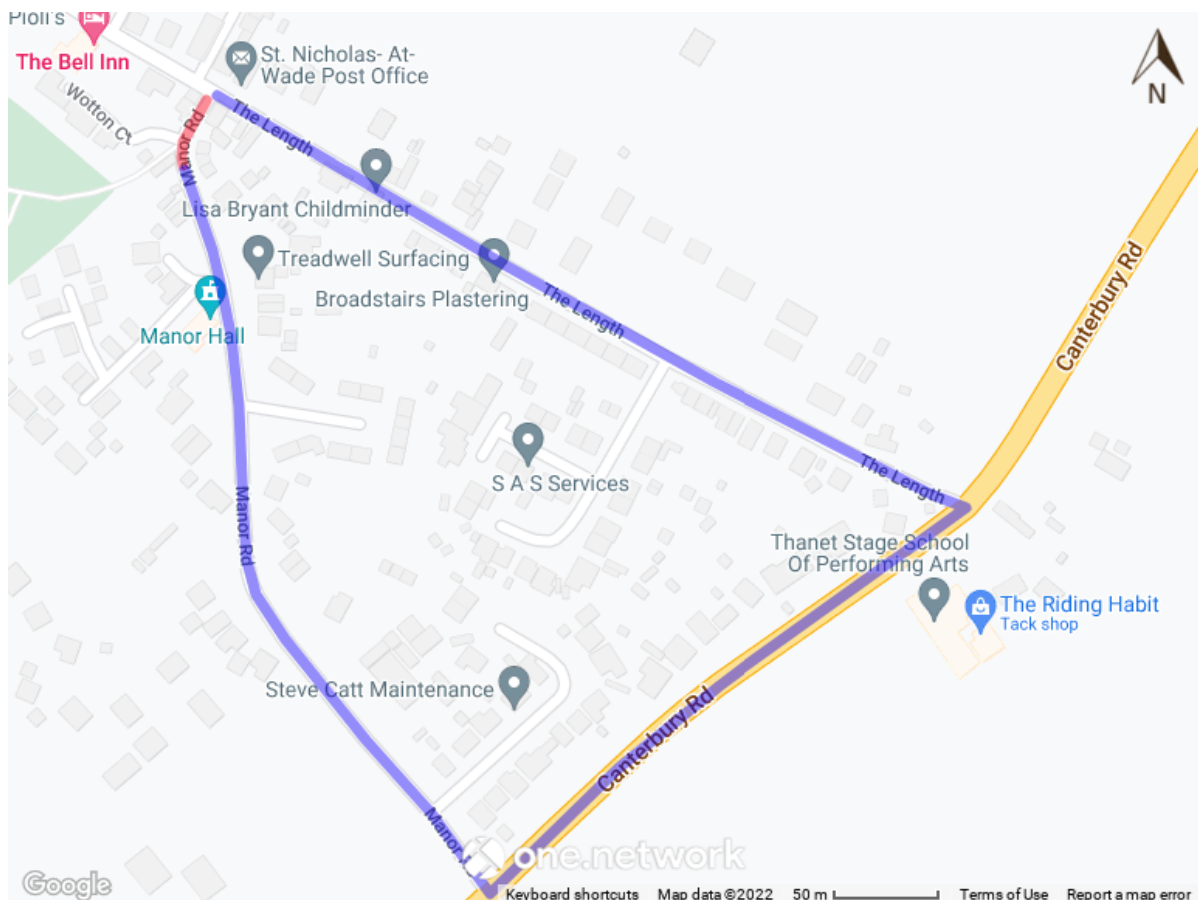 Pioli's
The Bell Inn
St. Nicholas- At-
Wade Post Office
N
Wotton Ct
Manor Rd
Manor Rd
The Length
Lisa Bryant Childminder
Treadwell Surfacing
Broadstairs Plastering
The Length
Canterbury Rd
Manor Hall
S A S Services
The Length
Manor Rd
Thanet Stage School
Of Performing Arts
The Riding Habit
Tack shop
Steve Catt Maintenance
Canterbury Rd
Manor
one.network
Google
Keyboard shortcuts
Map data ©2022
50 m
Terms of Use
Report a map error